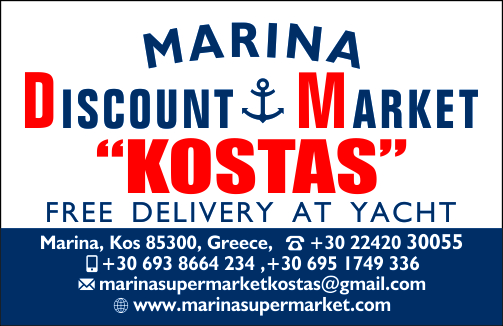 MARINA
DISCOUNT MARKET
“KOSTAS”
FREE DELIVERY AT YACHT
Marina, Kos 85300, Greece, +30 22420 30055
+30 693 8664 234 ,+30 695 1749 336
marinasupermarketkostas@gmail.com
www.marinasupermarket.com